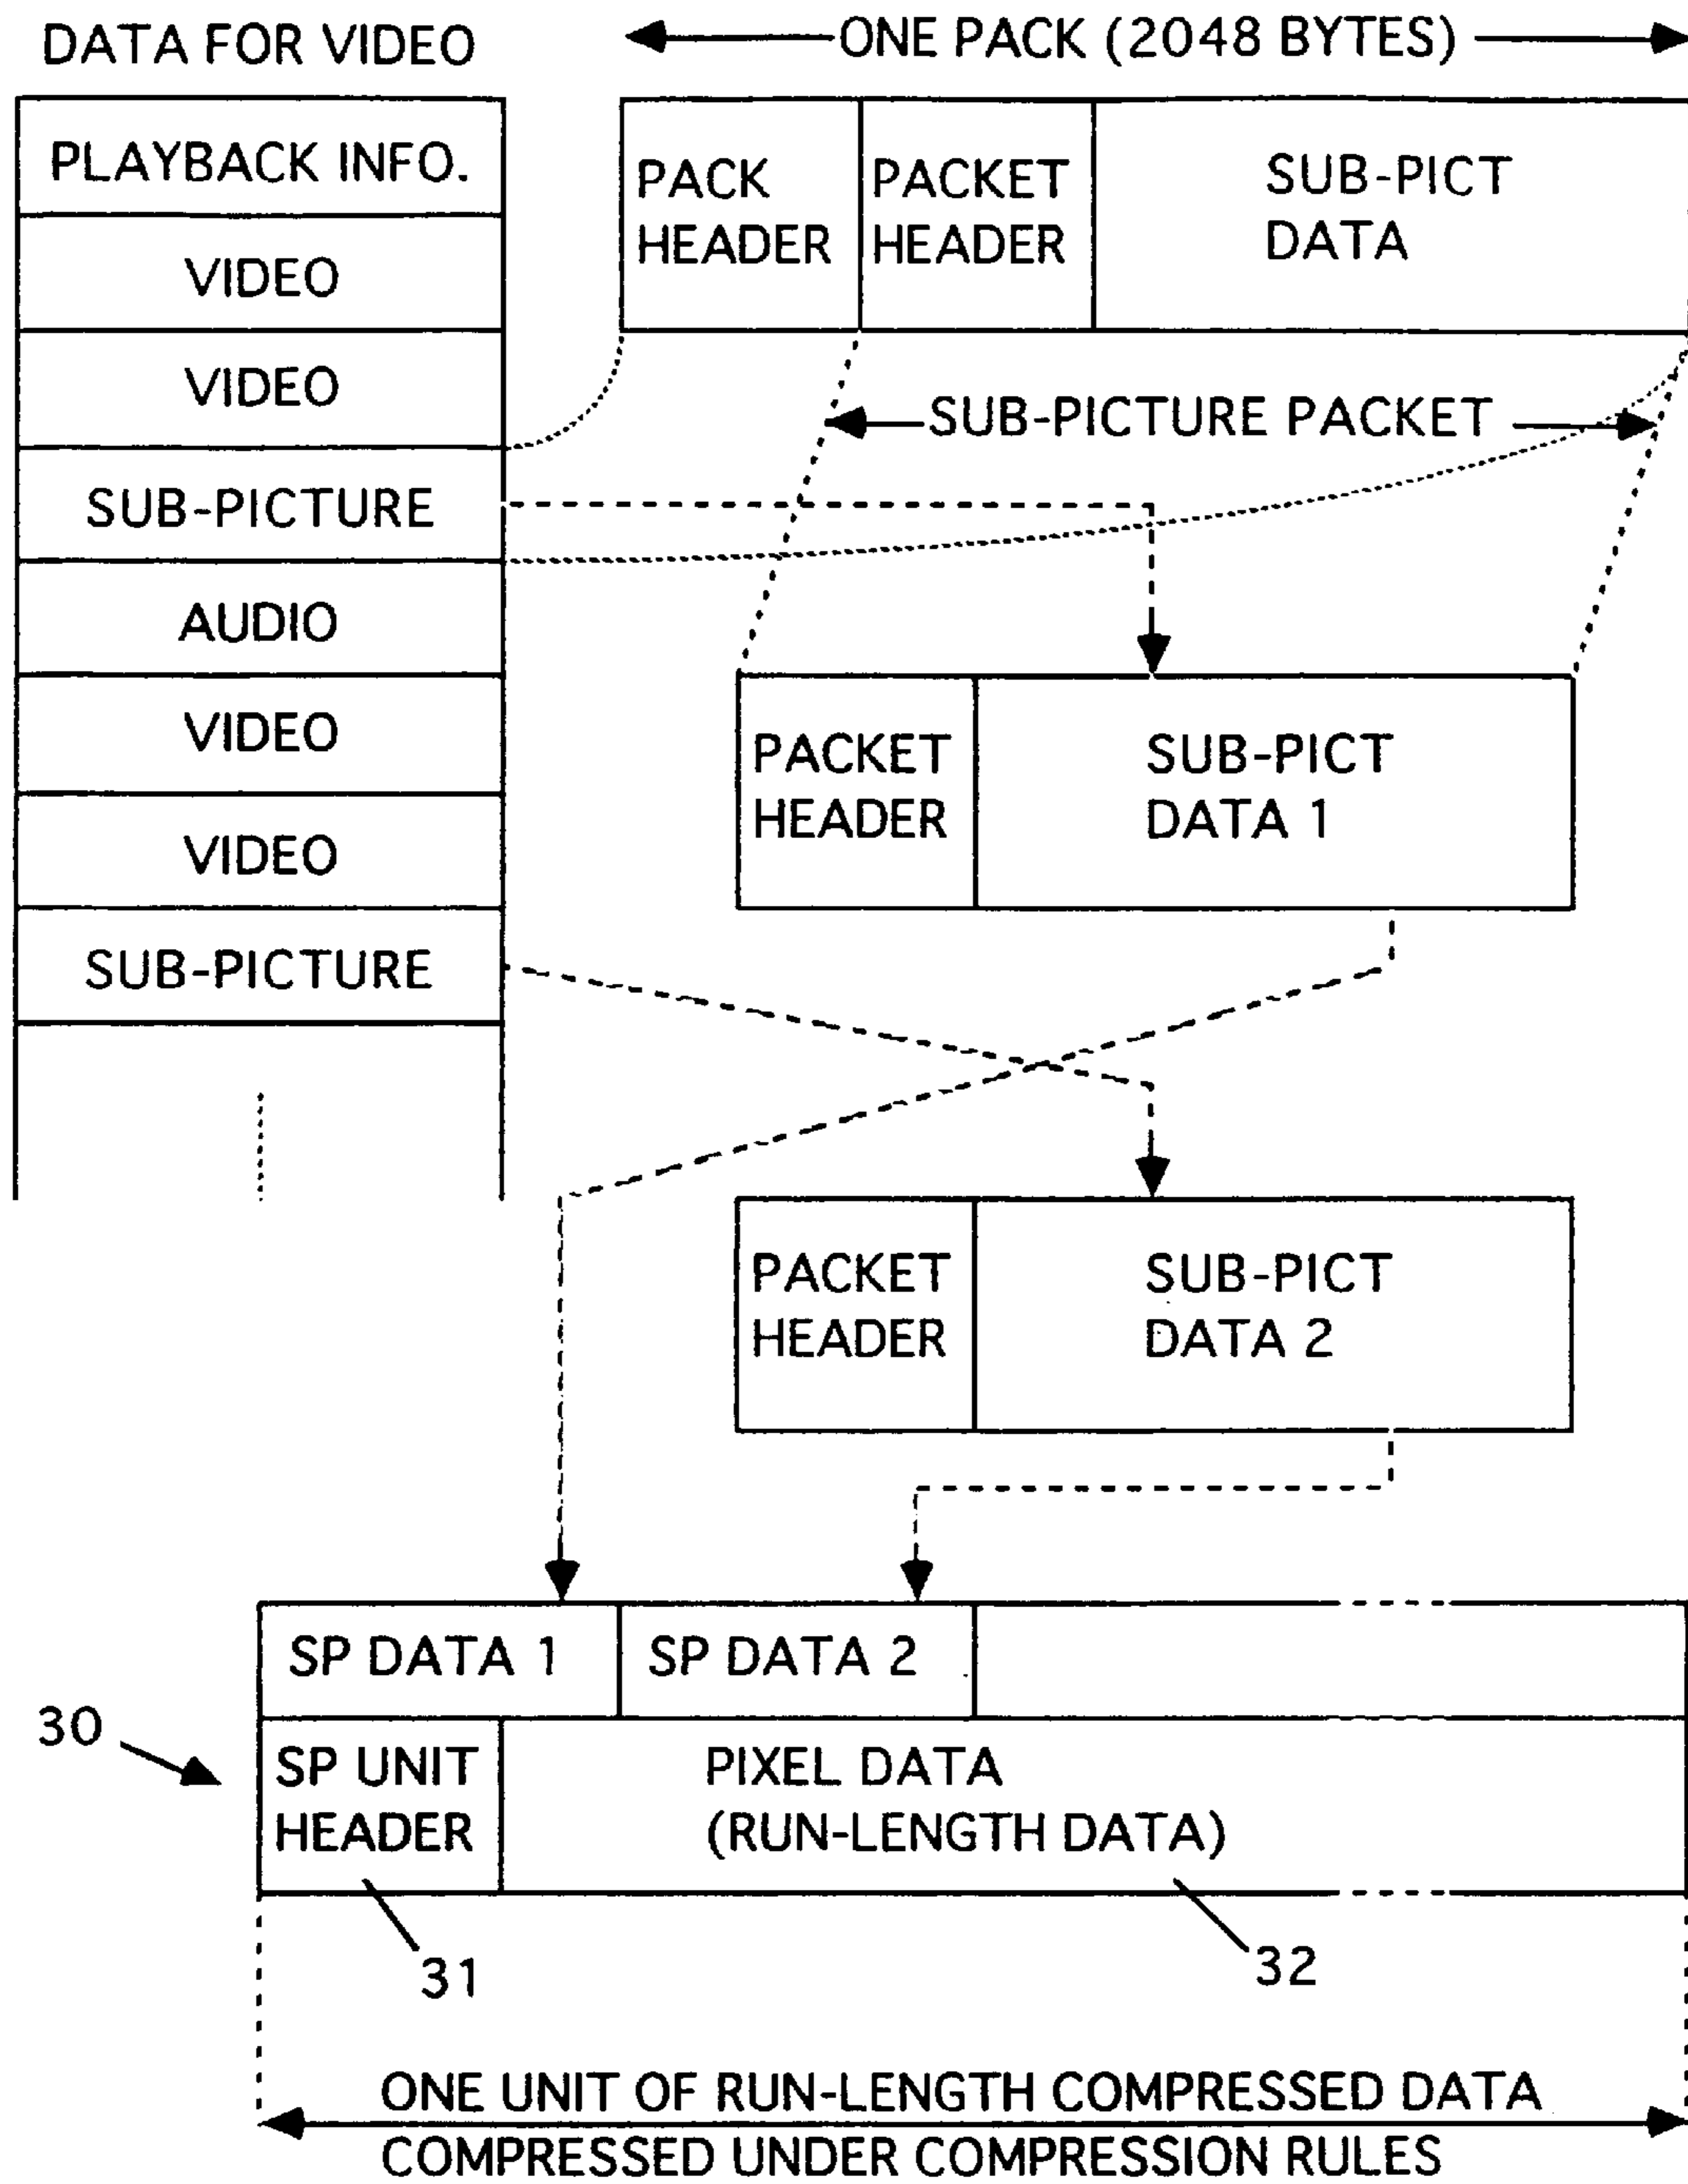 DATA FOR VIDEO
ONE PACK (2048 BYTES)
PLAYBACK INFO.
VIDEO
VIDEO
SUB-PICTURE
AUDIO
VIDEO
VIDEO
SUB-PICTURE
PACK
HEADER
PACKET
HEADER
SUB-PICT
DATA
SUB-PICTURE PACKET
PACKET
HEADER
SUB-PICT
DATA 1
PACKET
HEADER
SUB-PICT
DATA 2
SP DATA 1
SP DATA 2
30
SP UNIT
HEADER
PIXEL DATA
(RUN-LENGTH DATA)
31
32
ONE UNIT OF RUN-LENGTH COMPRESSED DATA
COMPRESSED UNDER COMPRESSION RULES